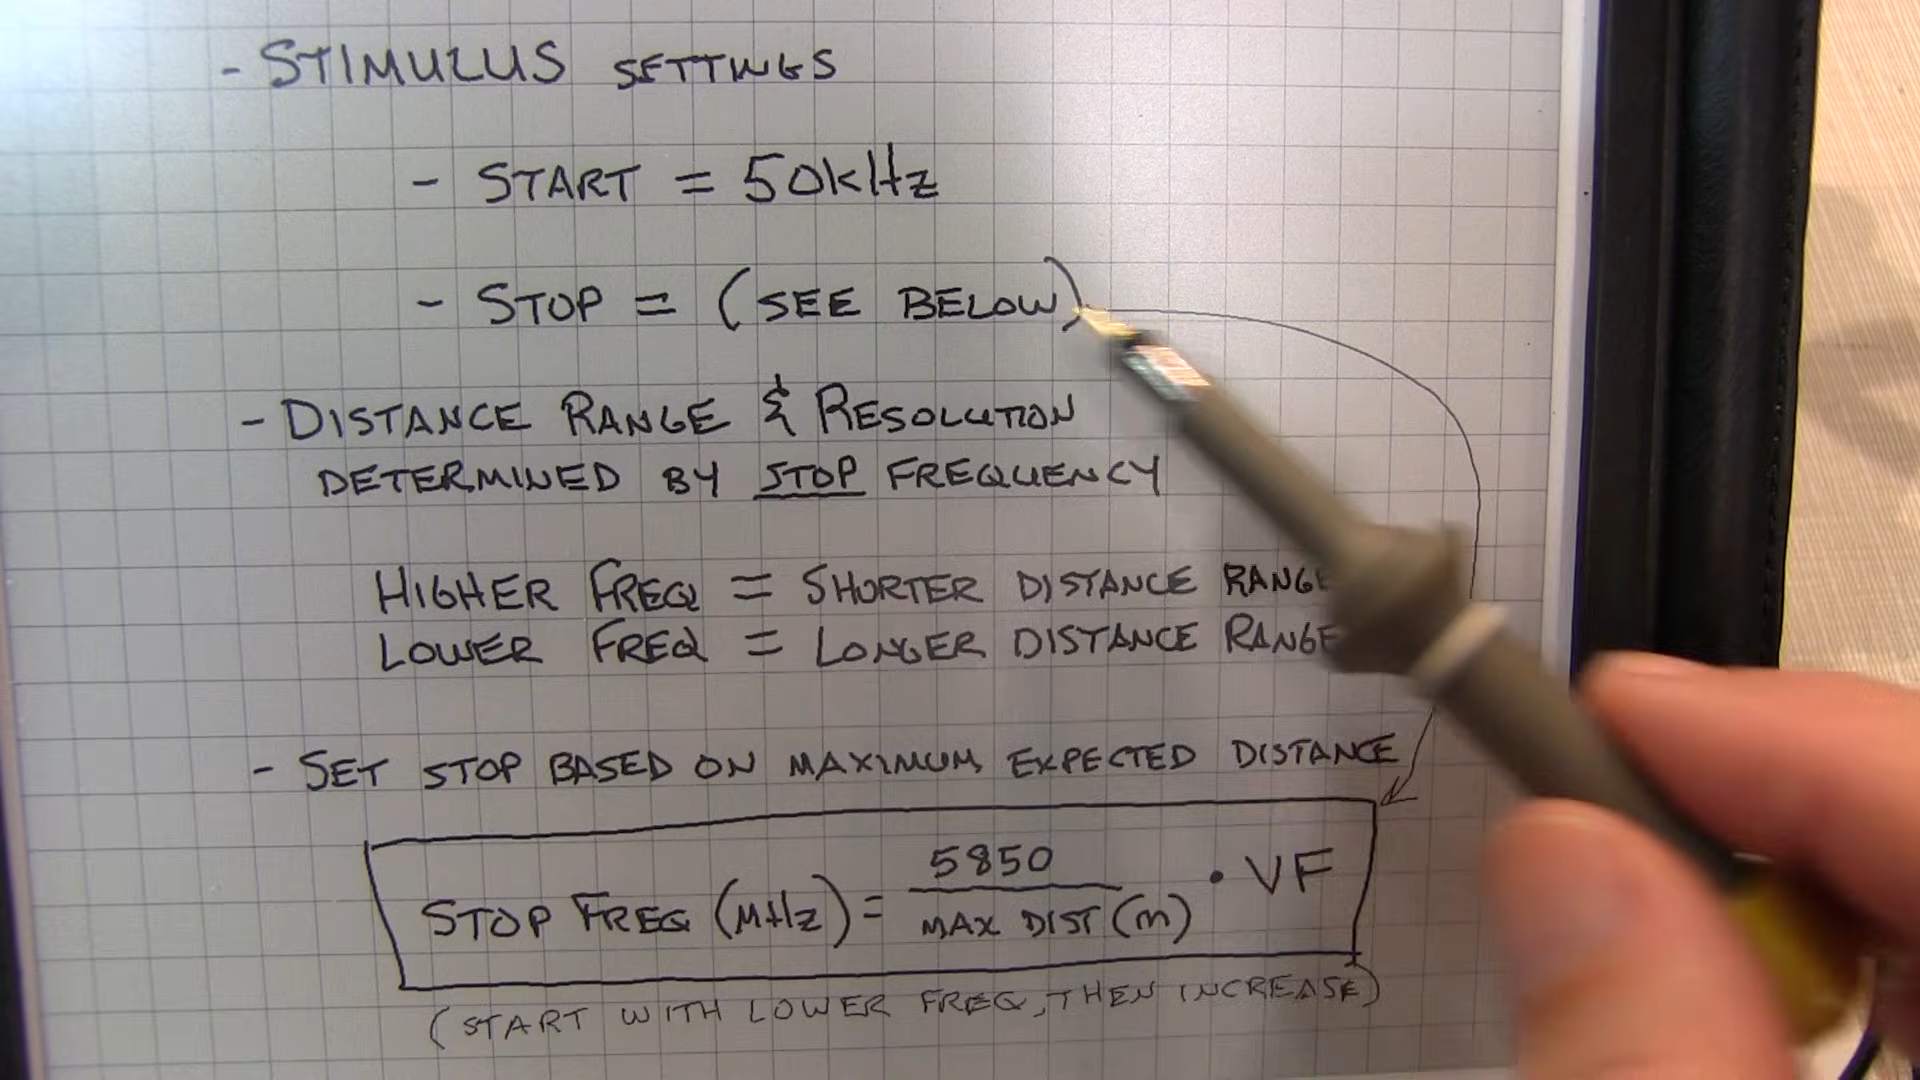 - STIMULUS SETTINGS
- START = 50kHz
- STOP = (SEE BELOW)
- DISTANCE RANGE & RESOLUTION
DETERMINED BY STOP FREQUENCY
HIGHER FREQ = SHORTER DISTANCE RANGE
LOWER FREQ = LONGER DISTANCE RANGE
- SET STOP BASED ON MAXIMUM EXPECTED DISTANCE
STOP FREQ (MHz) = 5850 / MAX DIST (m) • VF
(START WITH LOWER FREQ, THEN INCREASE)